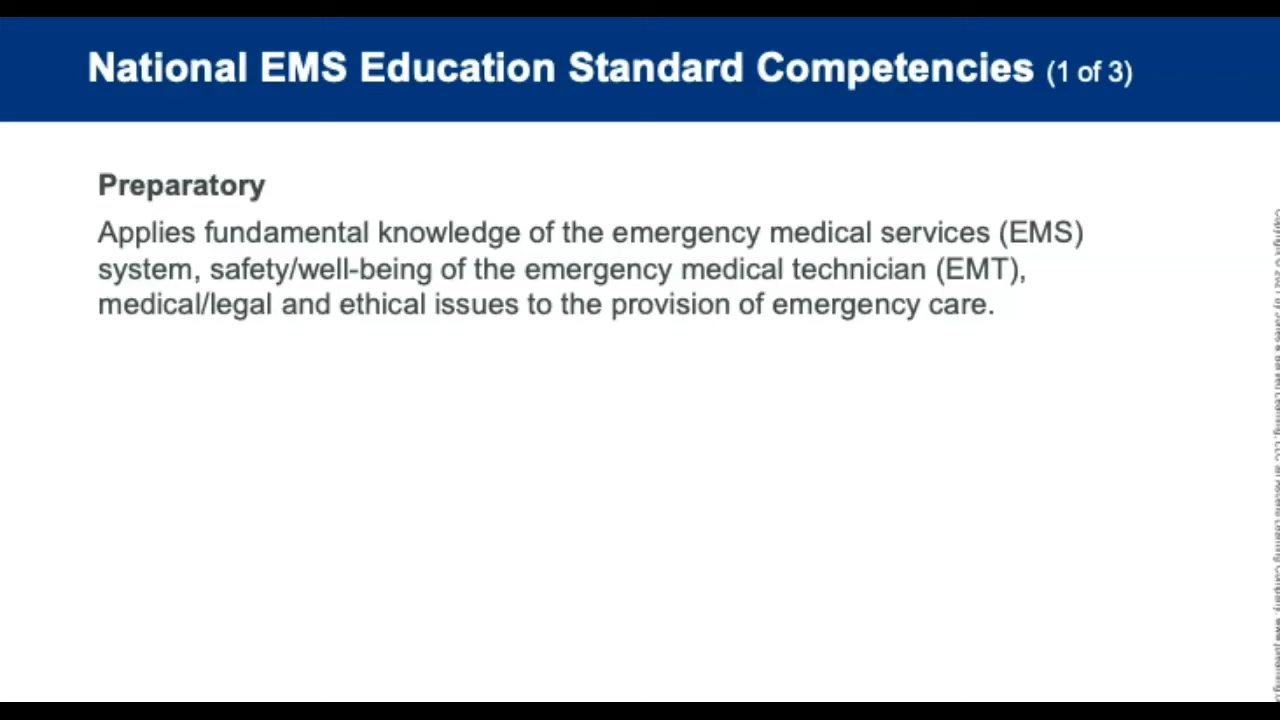 National EMS Education Standard Competencies (1 of 3)
Preparatory
Applies fundamental knowledge of the emergency medical services (EMS)
system, safety/well-being of the emergency medical technician (EMT),
medical/legal and ethical issues to the provision of emergency care.